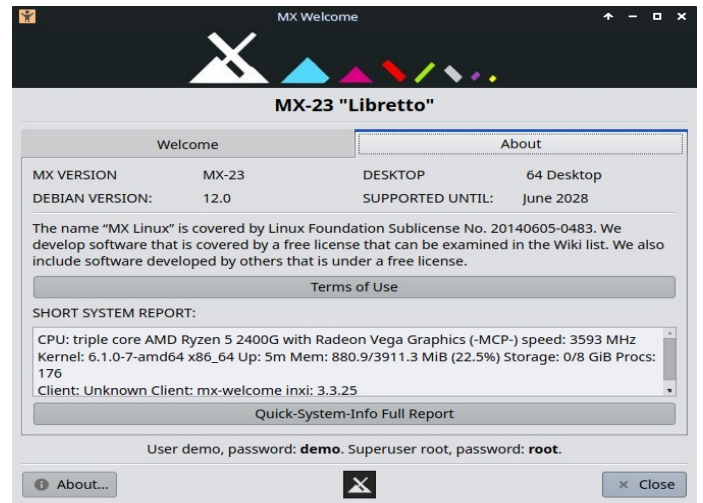 MX Welcome
MX-23 "Libretto"
Welcome About
MX VERSION MX-23 DESKTOP 64 Desktop
DEBIAN VERSION: 12.0 SUPPORTED UNTIL: June 2028
The name “MX Linux” is covered by Linux Foundation Sublicense No. 20140605-0483. We
develop software that is covered by a free license that can be examined in the Wiki list. We also
include software developed by others that is under a free license.
Terms of Use
SHORT SYSTEM REPORT:
CPU: triple core AMD Ryzen 5 2400G with Radeon Vega Graphics (-MCP-) speed: 3593 MHz
Kernel: 6.1.0-7-amd64 x86_64 Up: 5m Mem: 880.9/3911.3 MiB (22.5%) Storage: 0/8 GiB Procs:
176
Client: Unknown Client: mx-welcome inxi: 3.3.25
Quick-System-Info Full Report
User demo, password: demo. Superuser root, password: root.
About... Close